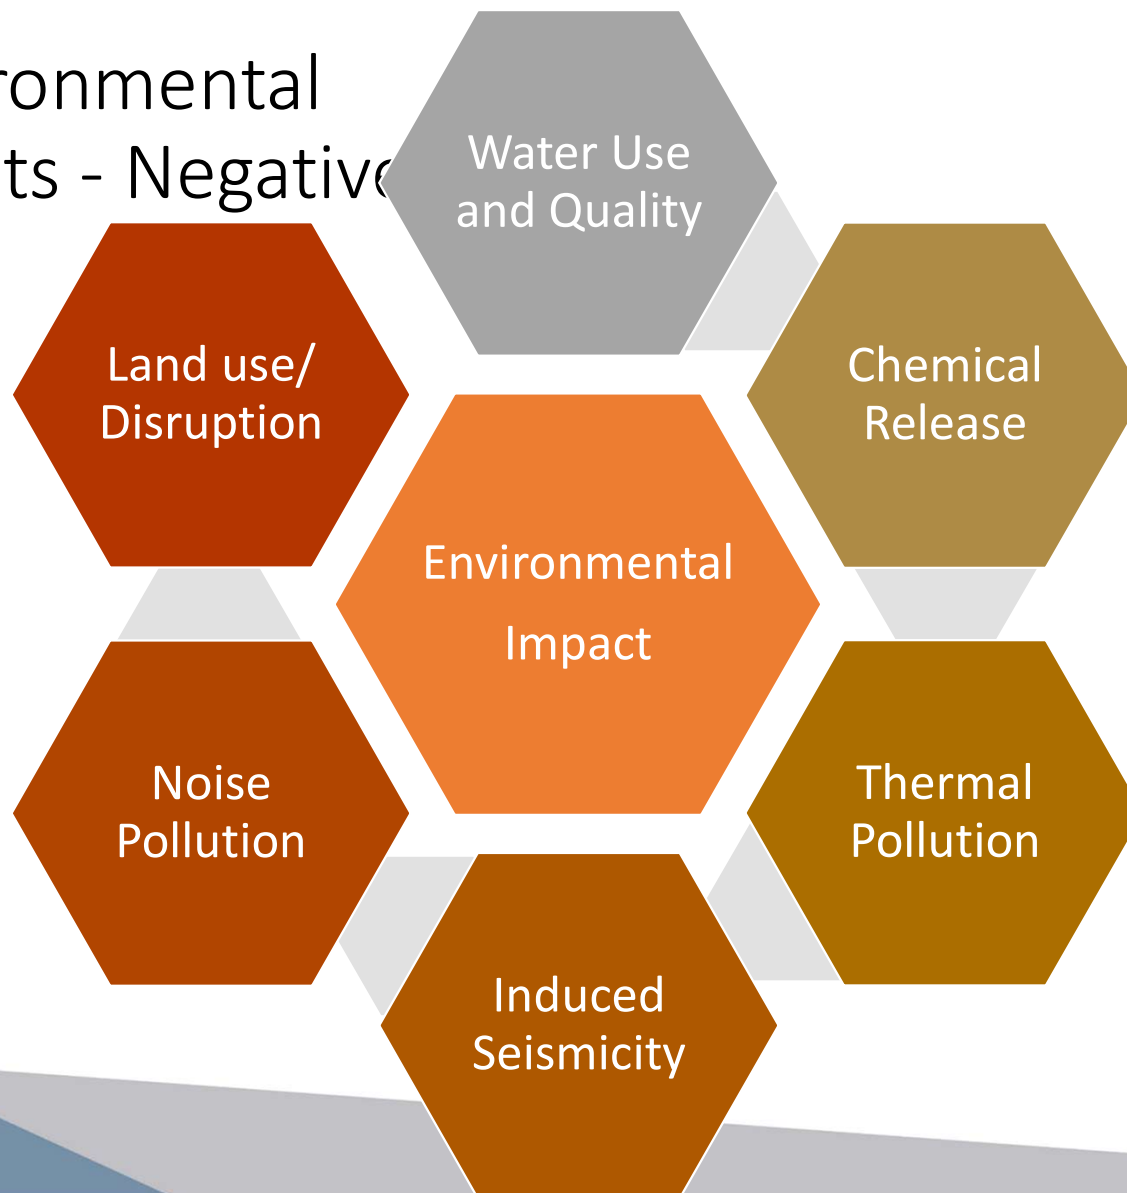 ronmental
ts - Negative
Water Use
and Quality
Land use/
Disruption
Chemical
Release
Environmental
Impact
Noise
Pollution
Thermal
Pollution
Induced
Seismicity